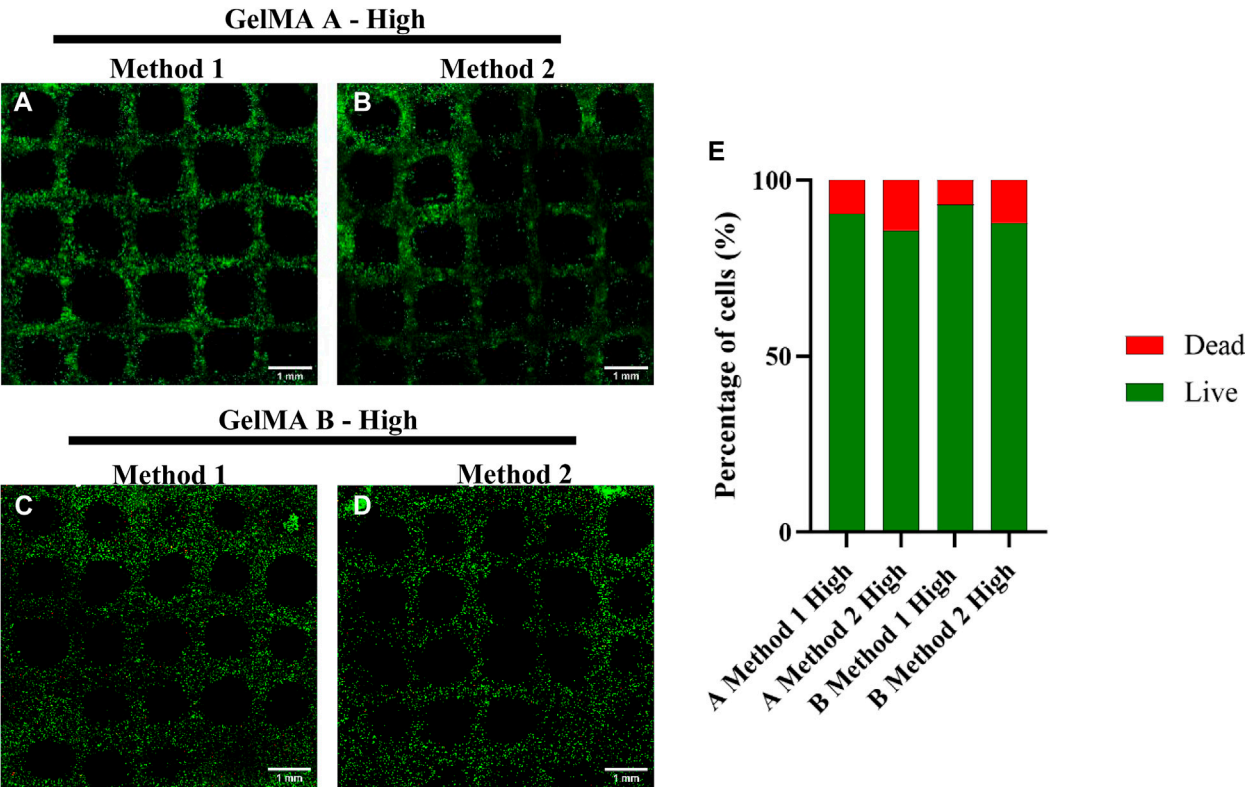 GelMA A - High
Method 1
Method 2
A
B
1 mm
1 mm
GelMA B - High
Method 1
Method 2
C
D
1 mm
1 mm
E
Percentage of cells (%)
100
50
0
A Method 1 High
A Method 2 High
B Method 1 High
B Method 2 High
Dead
Live